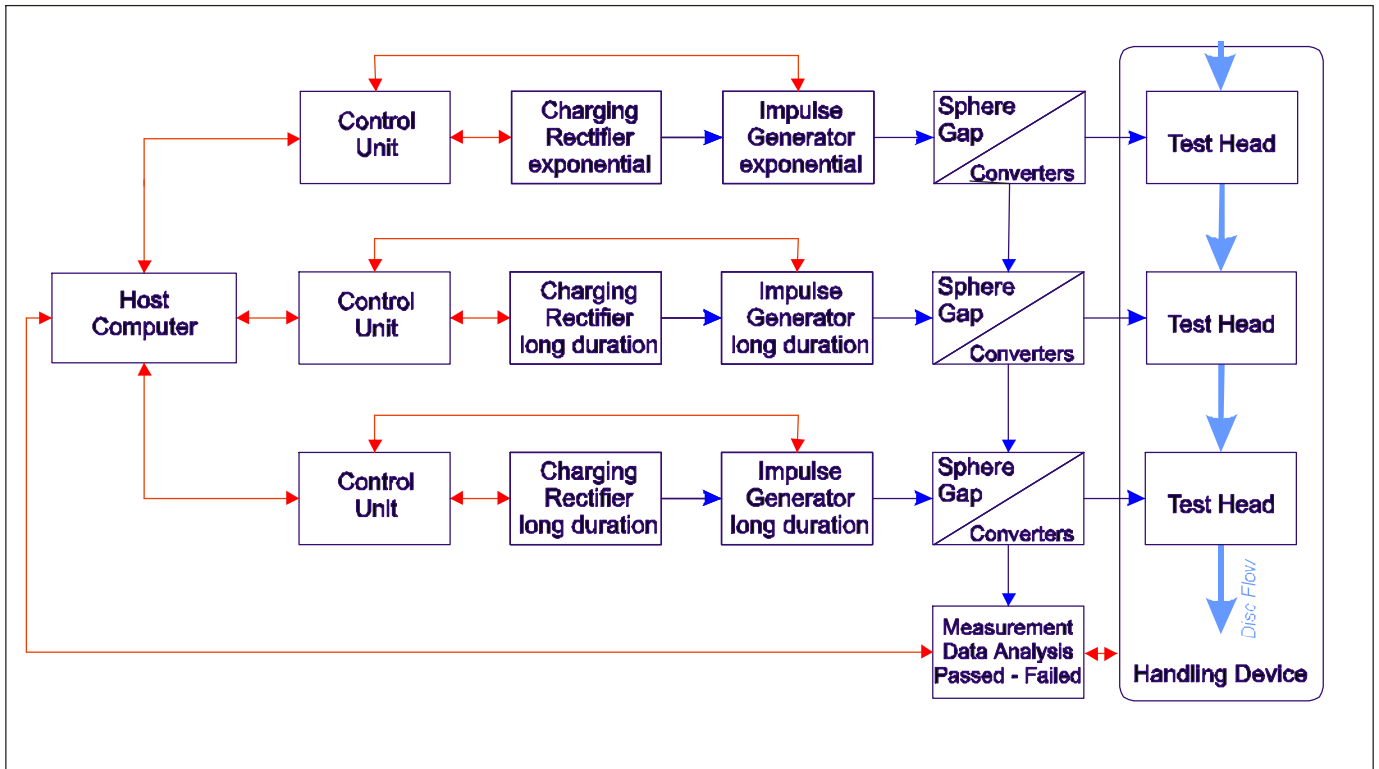 Control
Unit
Charging
Rectifier
exponential
Impulse
Generator
exponential
Sphere
Gap
Converters
Test Head
Host
Computer
Control
Unit
Charging
Rectifier
long duration
Impulse
Generator
long duration
Sphere
Gap
Converters
Test Head
Control
Unit
Charging
Rectifier
long duration
Impulse
Generator
long duration
Sphere
Gap
Converters
Test Head
Disc Flow
Measurement
Data Analysis
Passed - Failed
Handling Device